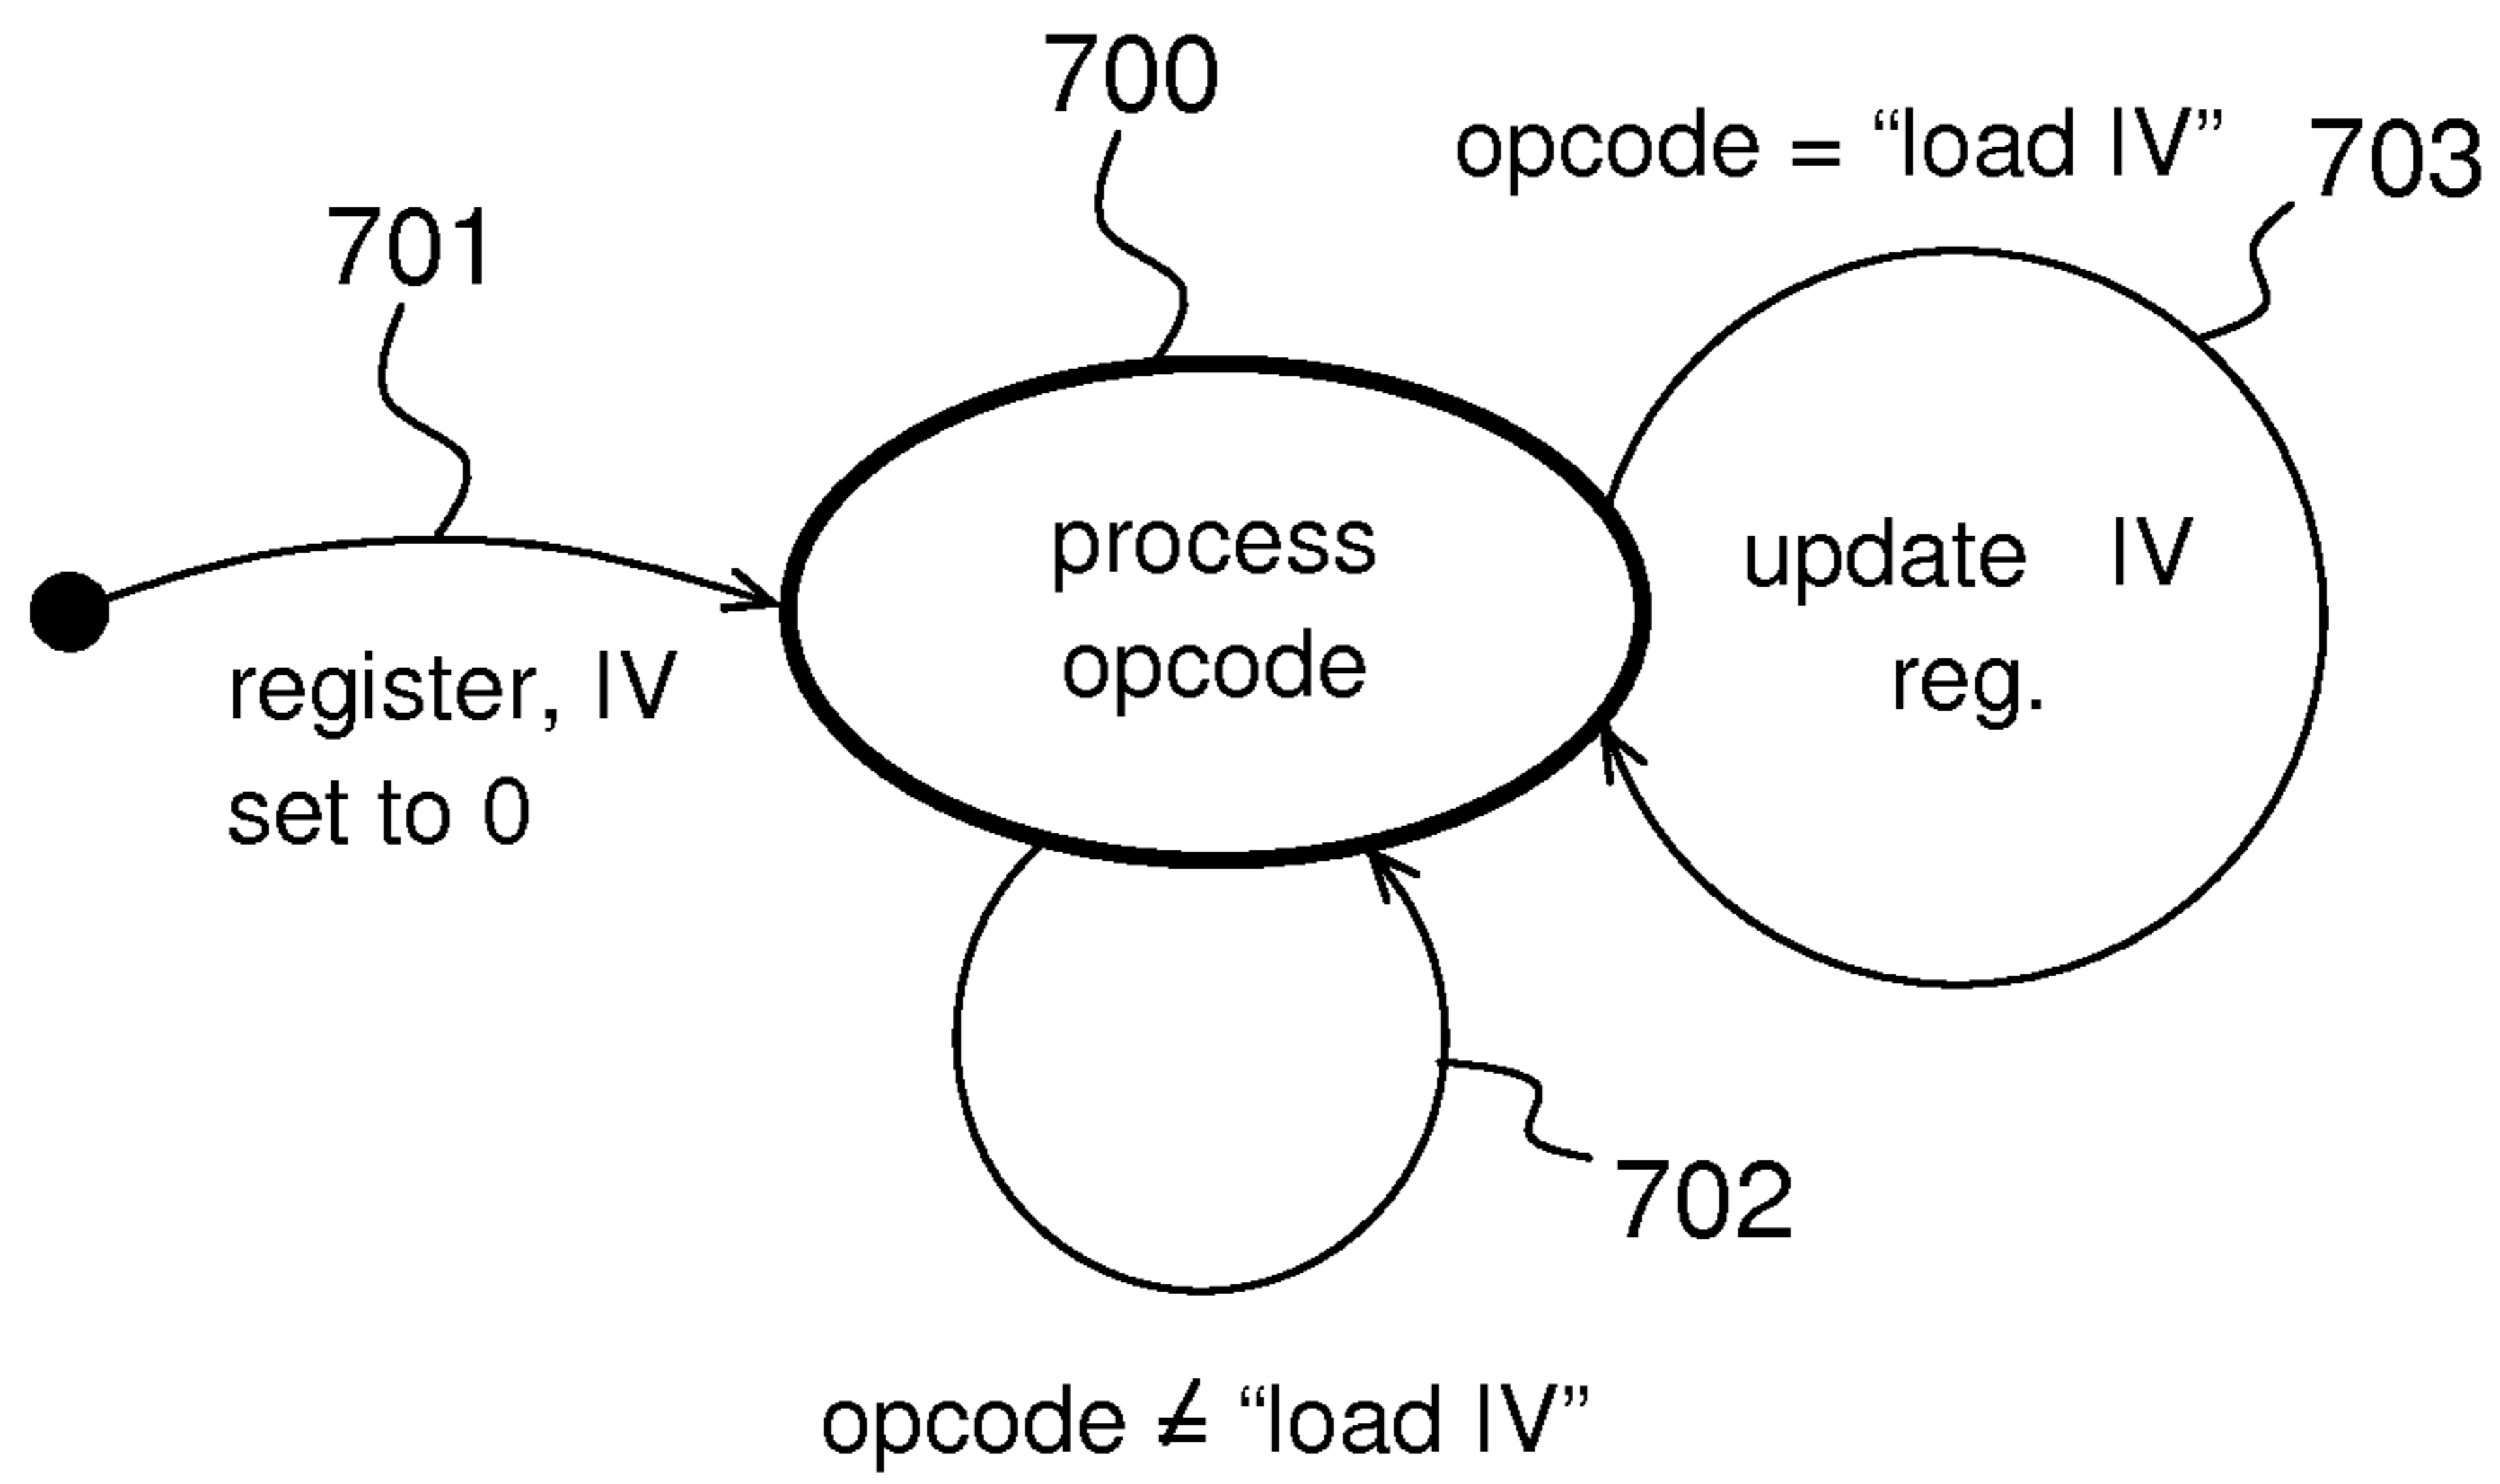 700
opcode = “load IV”
703
701
process
opcode
update IV
reg.
register, IV
set to 0
702
opcode ≠ “load IV”